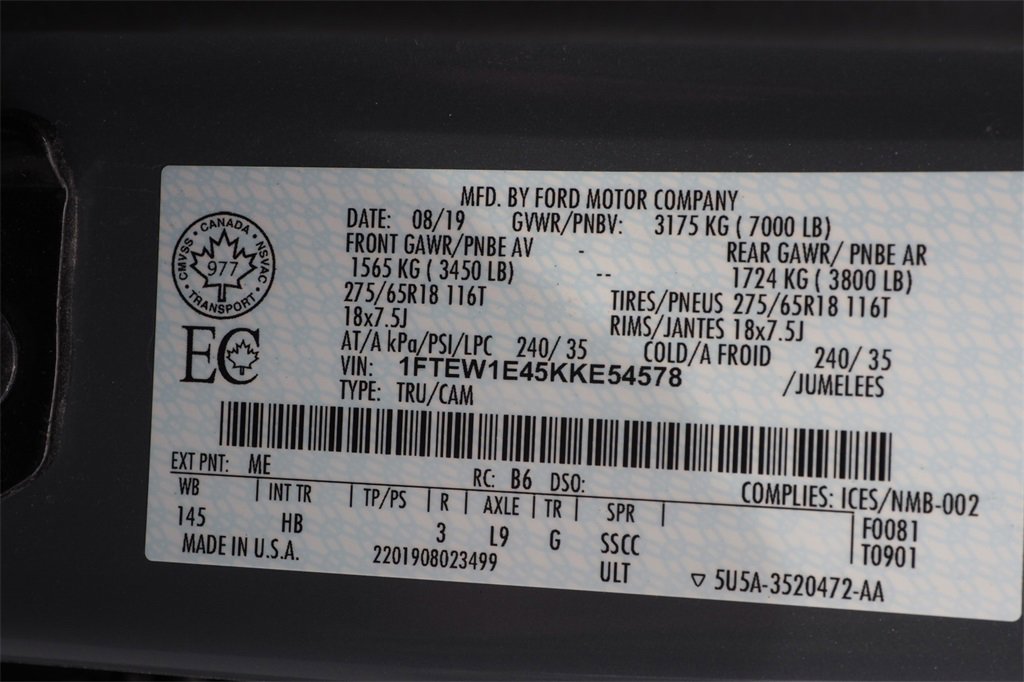 MFD. BY FORD MOTOR COMPANY
DATE: 08/19 GVWR/PNBV: 3175 KG ( 7000 LB)
FRONT GAWR/PNBE AV - REAR GAWR/ PNBE AR
1565 KG ( 3450 LB) -- 1724 KG ( 3800 LB)
275/65R18 116T TIRES/PNEUS 275/65R18 116T
18x7.5J RIMS/JANTES 18x7.5J
AT/A kPa/PSI/LPC 240/ 35 COLD/A FROID 240/ 35
VIN: 1FTEW1E45KKE54578 /JUMELEES
TYPE: TRU/CAM
CANADA
CMVSS NSVAC
977
TRANSPORT
EC
EXT PNT: ME RC: B6 DSO: COMPLIES: ICES/NMB-002
WB | INT TR | TP/PS | R | AXLE | TR | SPR | F0081
145 HB 3 L9 G SSCC T0901
MADE IN U.S.A. 2201908023499 ULT ▽ 5U5A-3520472-AA